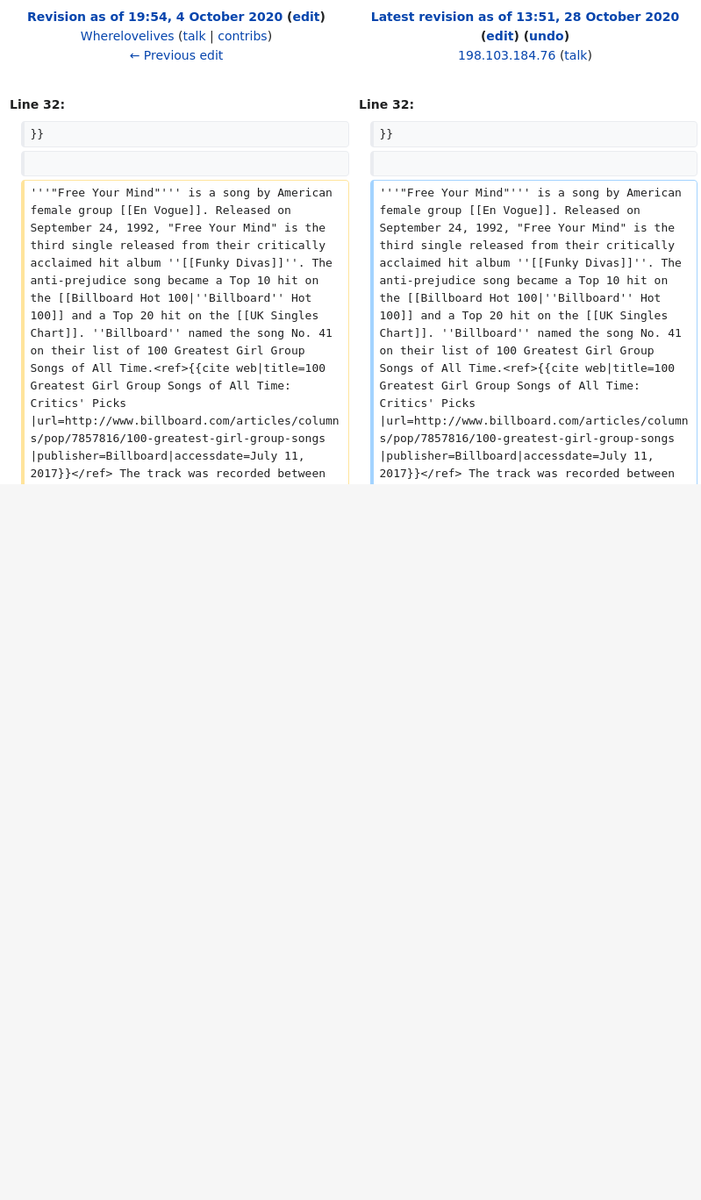 Revision as of 19:54, 4 October 2020 (edit)
Wherelovelives (talk | contribs)
← Previous edit
Latest revision as of 13:51, 28 October 2020
(edit) (undo)
198.103.184.76 (talk)
Line 32:
Line 32:
}}
}}
'''"Free Your Mind"''' is a song by American
female group [[En Vogue]]. Released on
September 24, 1992, "Free Your Mind" is the
third single released from their critically
acclaimed hit album ''[[Funky Divas]]''. The
anti-prejudice song became a Top 10 hit on
the [[Billboard Hot 100|''Billboard'' Hot
100]] and a Top 20 hit on the [[UK Singles
Chart]]. ''Billboard'' named the song No. 41
on their list of 100 Greatest Girl Group
Songs of All Time.<ref>{{cite web|title=100
Greatest Girl Group Songs of All Time:
Critics' Picks
|url=http://www.billboard.com/articles/column
s/pop/7857816/100-greatest-girl-group-songs
|publisher=Billboard|accessdate=July 11,
2017}}</ref> The track was recorded between
'''"Free Your Mind"''' is a song by American
female group [[En Vogue]]. Released on
September 24, 1992, "Free Your Mind" is the
third single released from their critically
acclaimed hit album ''[[Funky Divas]]''. The
anti-prejudice song became a Top 10 hit on
the [[Billboard Hot 100|''Billboard'' Hot
100]] and a Top 20 hit on the [[UK Singles
Chart]]. ''Billboard'' named the song No. 41
on their list of 100 Greatest Girl Group
Songs of All Time.<ref>{{cite web|title=100
Greatest Girl Group Songs of All Time:
Critics' Picks
|url=http://www.billboard.com/articles/column
s/pop/7857816/100-greatest-girl-group-songs
|publisher=Billboard|accessdate=July 11,
2017}}</ref> The track was recorded between